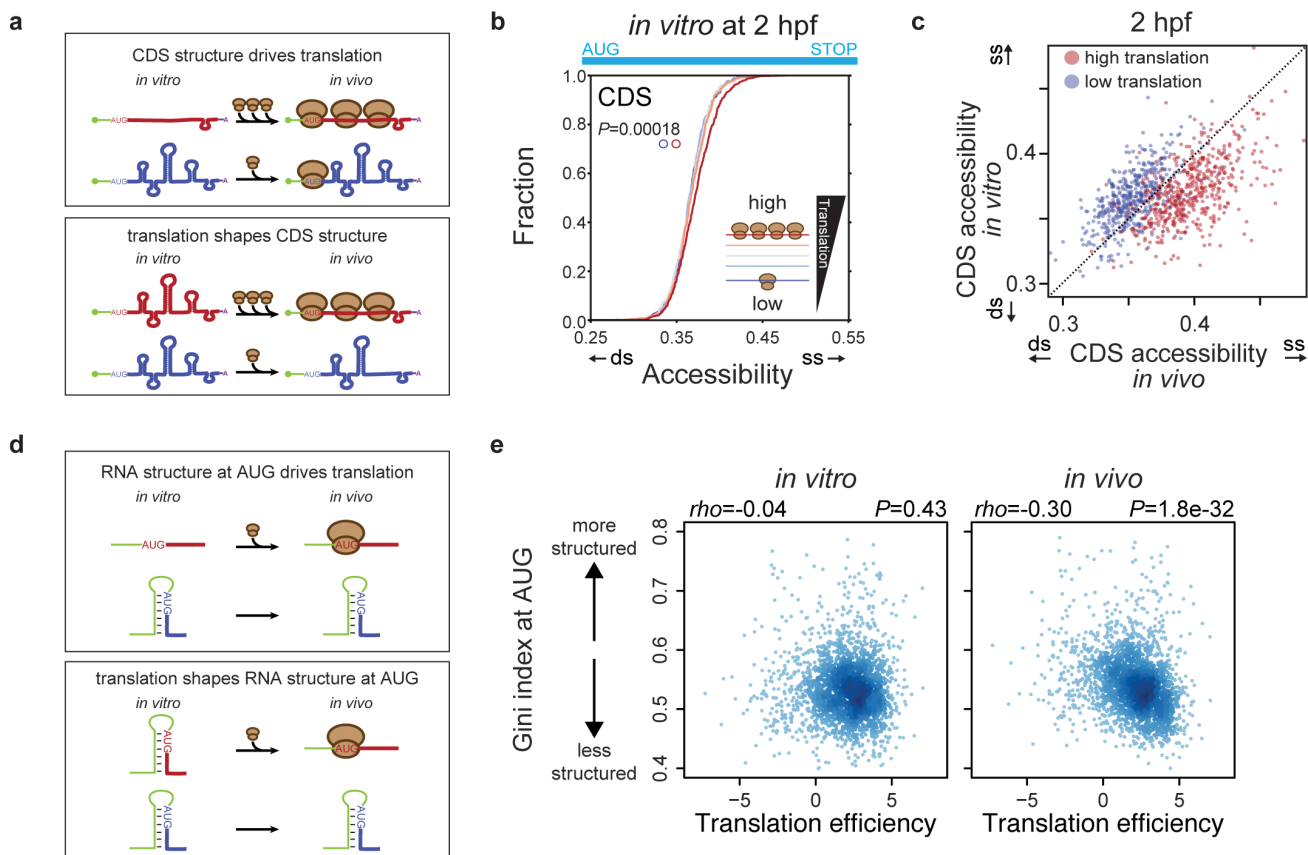 a
CDS structure drives translation
in vitro
in vivo
AUG
A
AUG
A
AUG
A
AUG
A
translation shapes CDS structure
in vitro
in vivo
AUG
A
AUG
A
AUG
A
AUG
A
b
in vitro at 2 hpf
AUG
STOP
CDS
P=0.00018
high
low
Translation
Fraction
1.0
0.8
0.6
0.4
0.2
0.0
0.25
0.35
0.45
0.55
← ds
ss →
Accessibility
c
2 hpf
high translation
low translation
ss
CDS accessibility
in vitro
ds
0.4
0.3
0.3
0.4
ds
ss
CDS accessibility
in vivo
d
RNA structure at AUG drives translation
in vitro
in vivo
AUG
AUG
AUG
AUG
translation shapes RNA structure at AUG
in vitro
in vivo
AUG
AUG
AUG
AUG
e
in vitro
in vivo
rho=-0.04
P=0.43
rho=-0.30
P=1.8e-32
more
structured
less
structured
Gini index at AUG
0.8
0.7
0.6
0.5
0.4
−5
0
5
−5
0
5
Translation efficiency
Translation efficiency